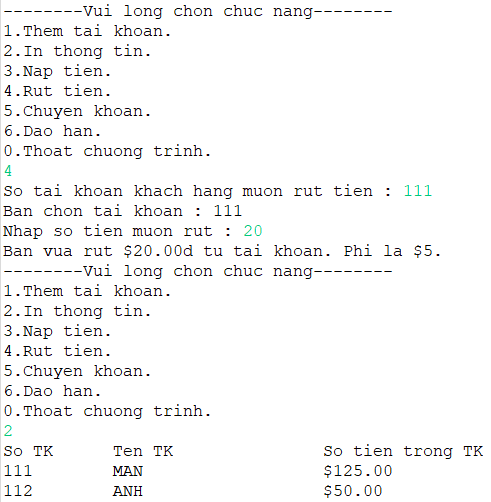 --------Vui long chon chuc nang--------
1.Them tai khoan.
2.In thong tin.
3.Nap tien.
4.Rut tien.
5.Chuyen khoan.
6.Dao han.
0.Thoat chuong trinh.
4
So tai khoan khach hang muon rut tien : 111
Ban chon tai khoan : 111
Nhap so tien muon rut : 20
Ban vua rut $20.00d tu tai khoan. Phi la $5.
--------Vui long chon chuc nang--------
1.Them tai khoan.
2.In thong tin.
3.Nap tien.
4.Rut tien.
5.Chuyen khoan.
6.Dao han.
0.Thoat chuong trinh.
2
So TK      Ten TK               So tien trong TK
111        MAN                  $125.00
112        ANH                  $50.00